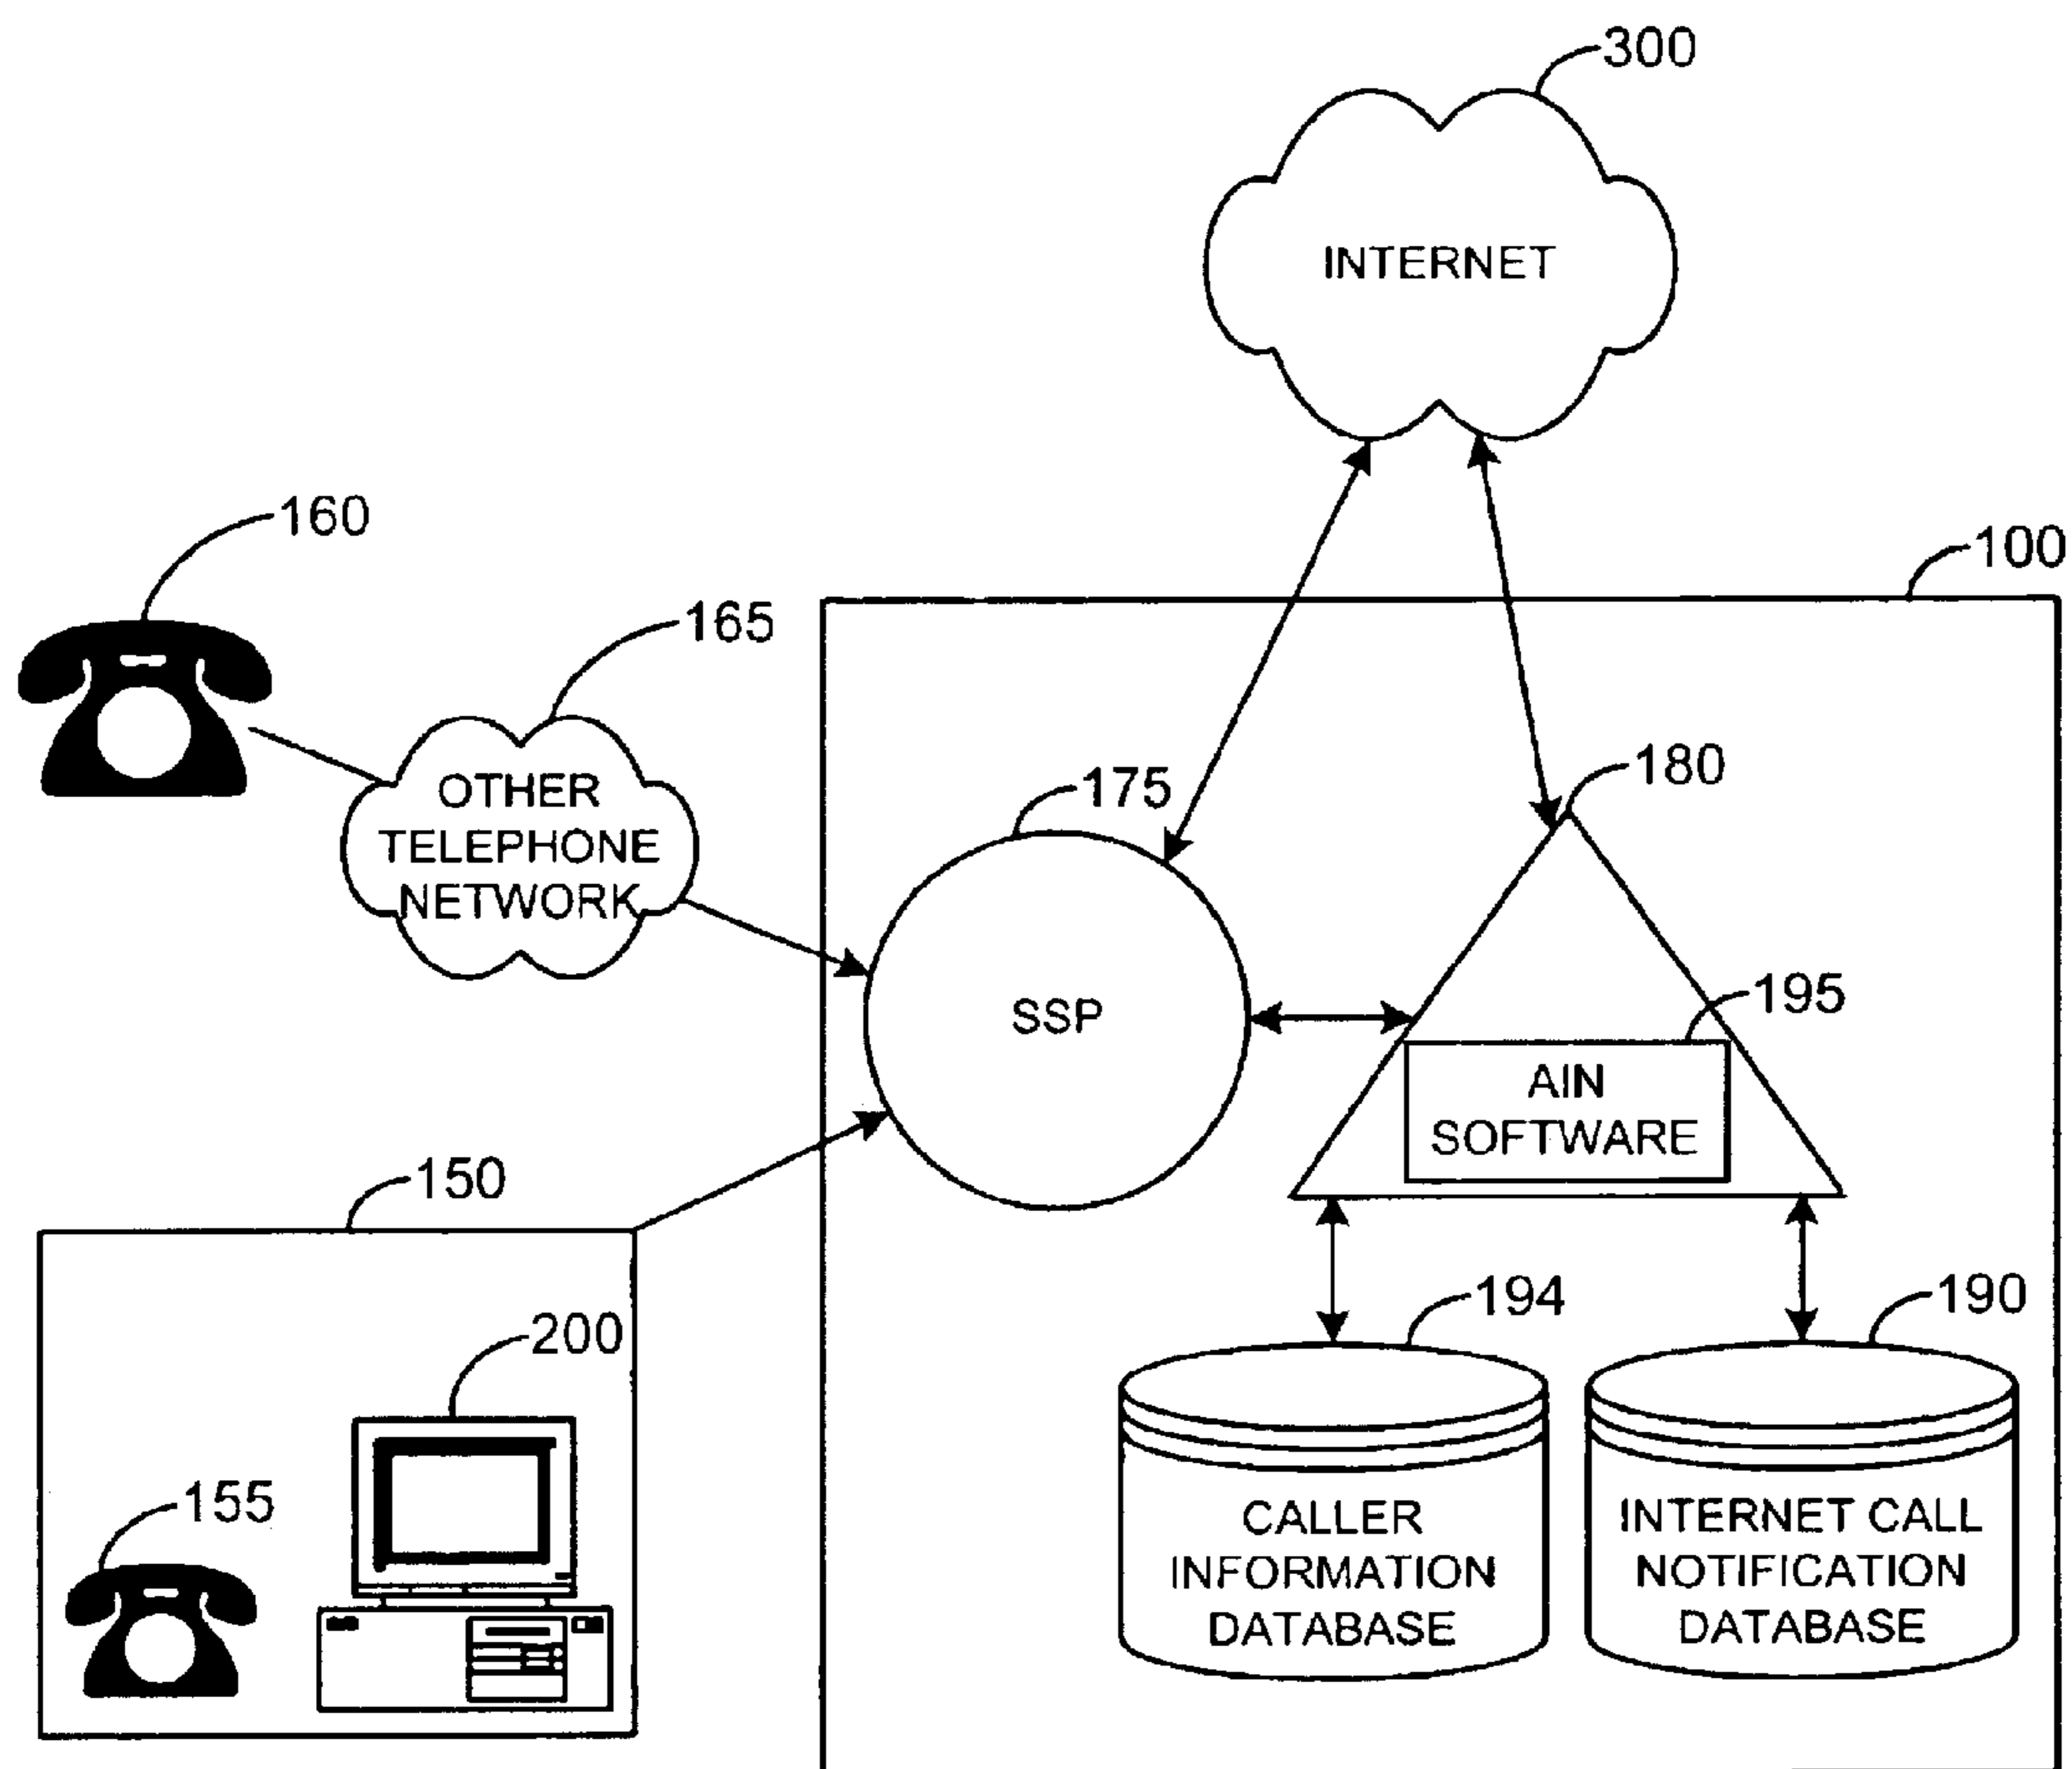 300
INTERNET
160
100
165
180
175
OTHER
TELEPHONE
NETWORK
195
SSP
AIN
SOFTWARE
150
194
190
200
155
CALLER
INFORMATION
DATABASE
INTERNET CALL
NOTIFICATION
DATABASE